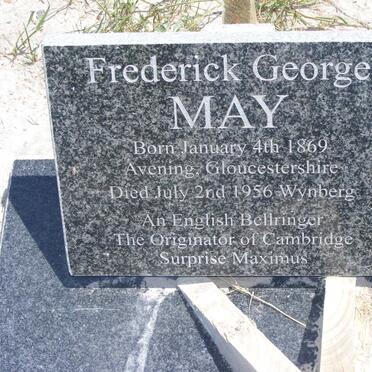 Frederick George
MAY
Born January 4th 1869
Avening, Gloucestershire
Died July 2nd 1956 Wynberg
An English Bellringer
The Originator of Cambridge
Surprise Maximus